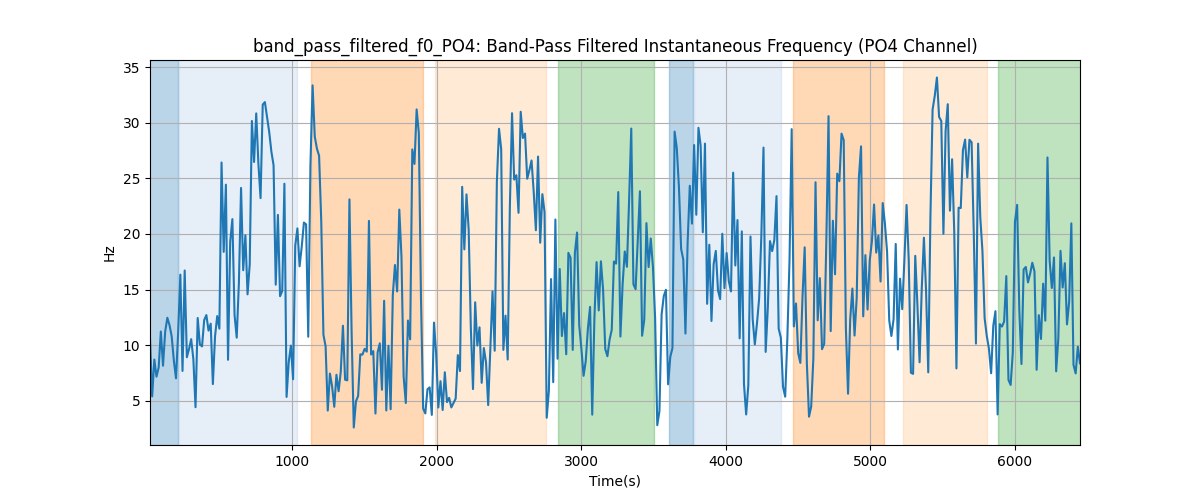 band_pass_filtered_f0_PO4: Band-Pass Filtered Instantaneous Frequency (PO4 Channel)
35
30
25
20
15
10
5
Hz
1000 2000 3000 4000 5000 6000
Time(s)